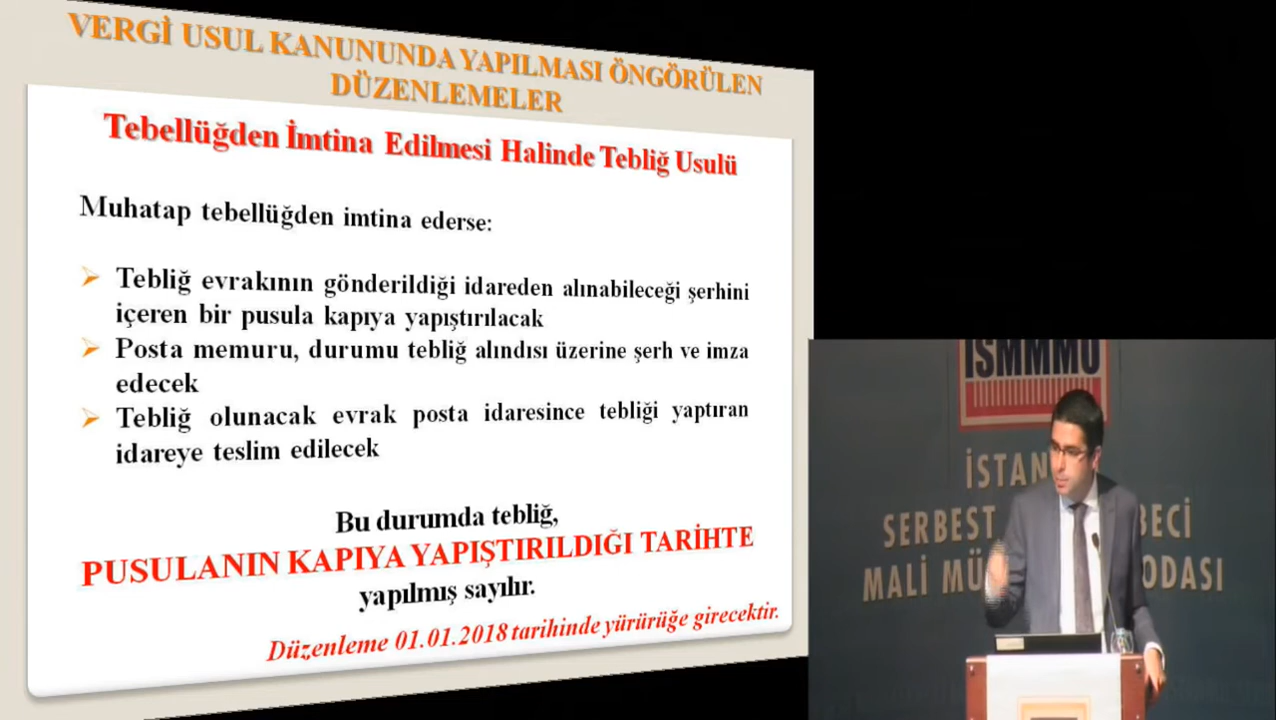 VERGİ USUL KANUNUNDA YAPILMASI ÖNGÖRÜLEN
DÜZENLEMELER
Tebellüğden İmtina Edilmesi Halinde Tebliğ Usulü
Muhatap tebellüğden imtina ederse:
Tebliğ evrakının gönderildiği idareden alınabileceği şerhini
içeren bir pusula kapıya yapıştırılacak
Posta memuru, durumu tebliğ alındısı üzerine şerh ve imza
edecek
Tebliğ olunacak evrak posta idaresince tebliği yaptıran
idareye teslim edilecek
Bu durumda tebliğ,
PUSULANIN KAPIYA YAPIŞTIRILDIĞI TARİHTE
yapılmış sayılır.
Düzenleme 01.01.2018 tarihinde yürürüğe girecektir.
İSMMMO
İSTAN
SERBEST BECİ
MALİ MÜ ODASI